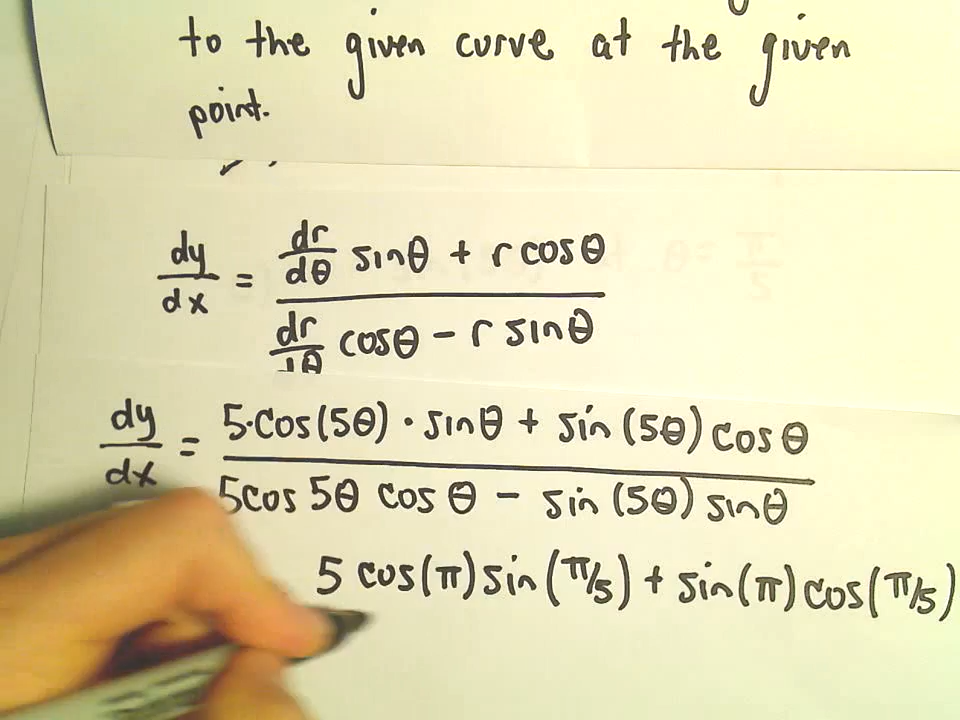 to the given curve at the given
point.
dy/dx = (dr/dθ sinθ + r cosθ) / (dr/dθ cosθ − r sinθ)
dy/dx = (5·cos(5θ) · sinθ + sin(5θ) cosθ) / (5cos 5θ cos θ − sin(5θ) sinθ)
5 cos(π) sin(π/5) + sin(π) cos(π/5)